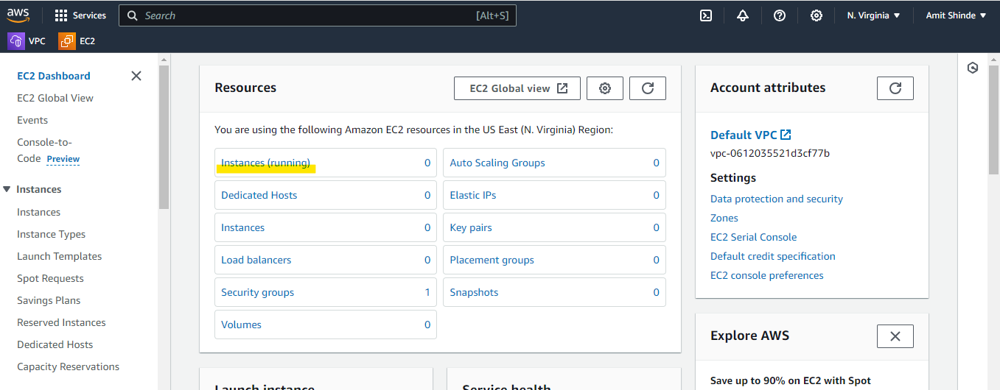 aws
Services
Search [Alt+S]
N. Virginia
Amit Shinde
VPC
EC2
EC2 Dashboard
EC2 Global View
Events
Console-to-
Code Preview
Instances
Instances
Instance Types
Launch Templates
Spot Requests
Savings Plans
Reserved Instances
Dedicated Hosts
Capacity Reservations
Resources
EC2 Global view
You are using the following Amazon EC2 resources in the US East (N. Virginia) Region:
Instances (running) 0
Auto Scaling Groups 0
Dedicated Hosts 0
Elastic IPs 0
Instances 0
Key pairs 0
Load balancers 0
Placement groups 0
Security groups 1
Snapshots 0
Volumes 0
Launch instance
Service health
Account attributes
Default VPC
vpc-0612035521d3cf77b
Settings
Data protection and security
Zones
EC2 Serial Console
Default credit specification
EC2 console preferences
Explore AWS
Save up to 90% on EC2 with Spot